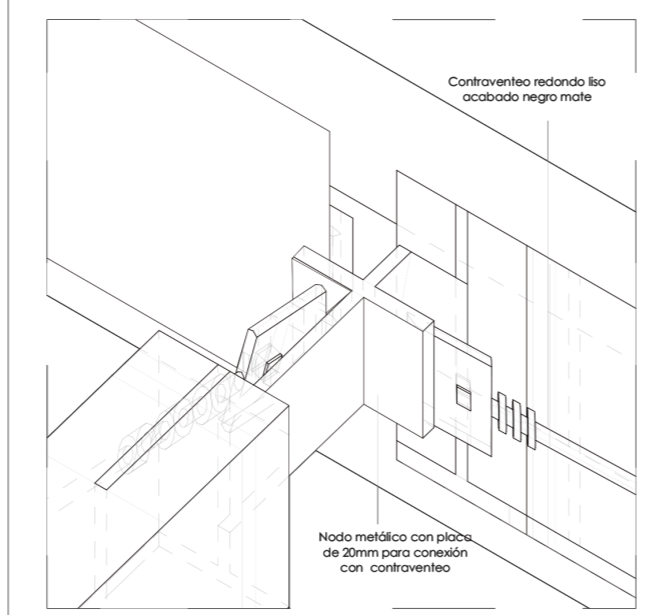 Contraventeo redondo liso
acabado negro mate
Nodo metálico con placa
de 20mm para conexión
con contraventeo